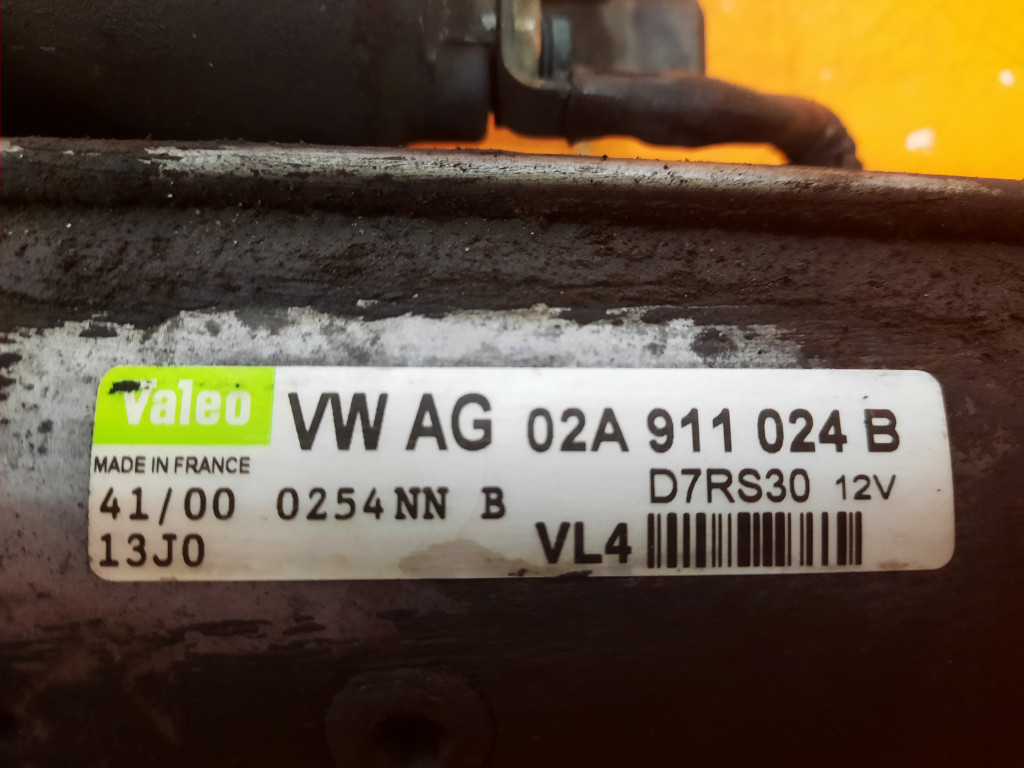 Valeo VW AG 02A 911 024 B
MADE IN FRANCE D7RS30 12V
41/00 0254NN B
13J0 VL4